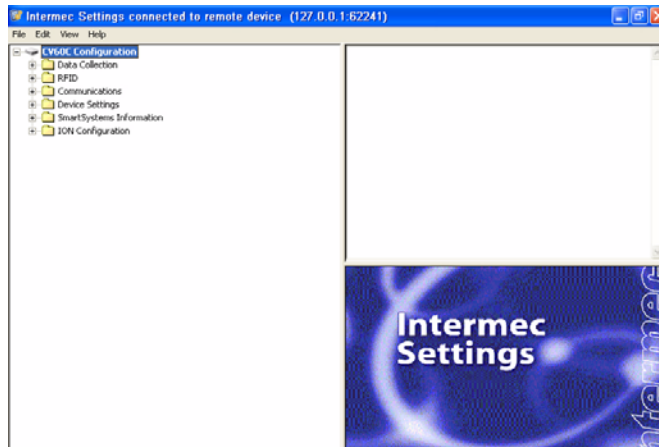 Intermec Settings connected to remote device (127.0.0.1:62241)
File Edit View Help
CV60C Configuration
Data Collection
RFID
Communications
Device Settings
SmartSystems Information
ION Configuration
Intermec
Settings
ntermec